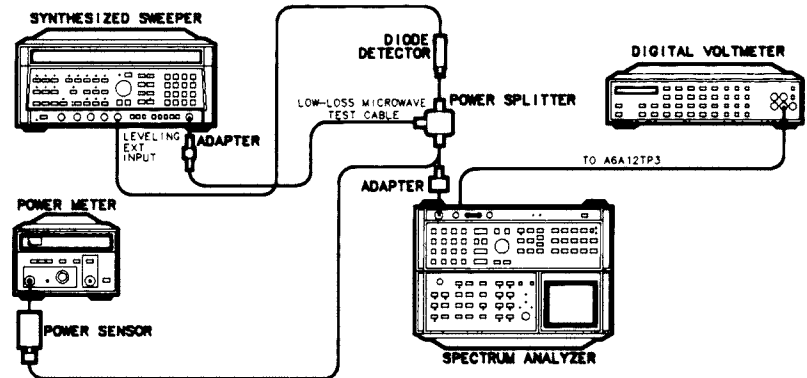 SYNTHESIZED SWEEPER
DIODE
DETECTOR
DIGITAL VOLTMETER
LOW-LOSS MICROWAVE
TEST CABLE
POWER SPLITTER
LEVELING
EXT
INPUT
ADAPTER
TO A6A12TP3
ADAPTER
POWER METER
POWER SENSOR
SPECTRUM ANALYZER